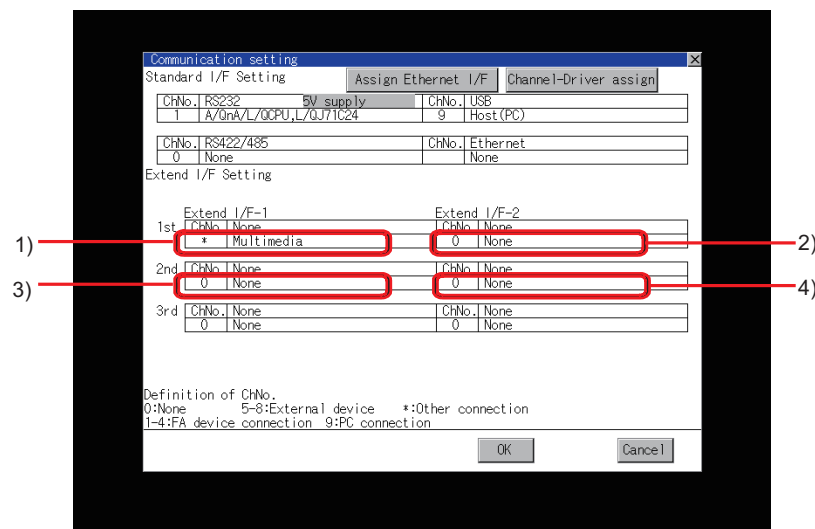 Communication setting X
Standard I/F Setting Assign Ethernet I/F Channel-Driver assign
ChNo. RS232 5V supply ChNo. USB
1 A/QnA/L/QCPU,L/QJ71C24 9 Host(PC)
ChNo. RS422/485 ChNo. Ethernet
0 None None
Extend I/F Setting
Extend I/F-1 Extend I/F-2
1st ChNo. None ChNo. None
1) * Multimedia 0 None 2)
2nd ChNo. None ChNo. None
3) 0 None 0 None 4)
3rd ChNo. None ChNo. None
0 None 0 None
Definition of ChNo.
0:None 5-8:External device *:Other connection
1-4:FA device connection 9:PC connection
OK Cancel